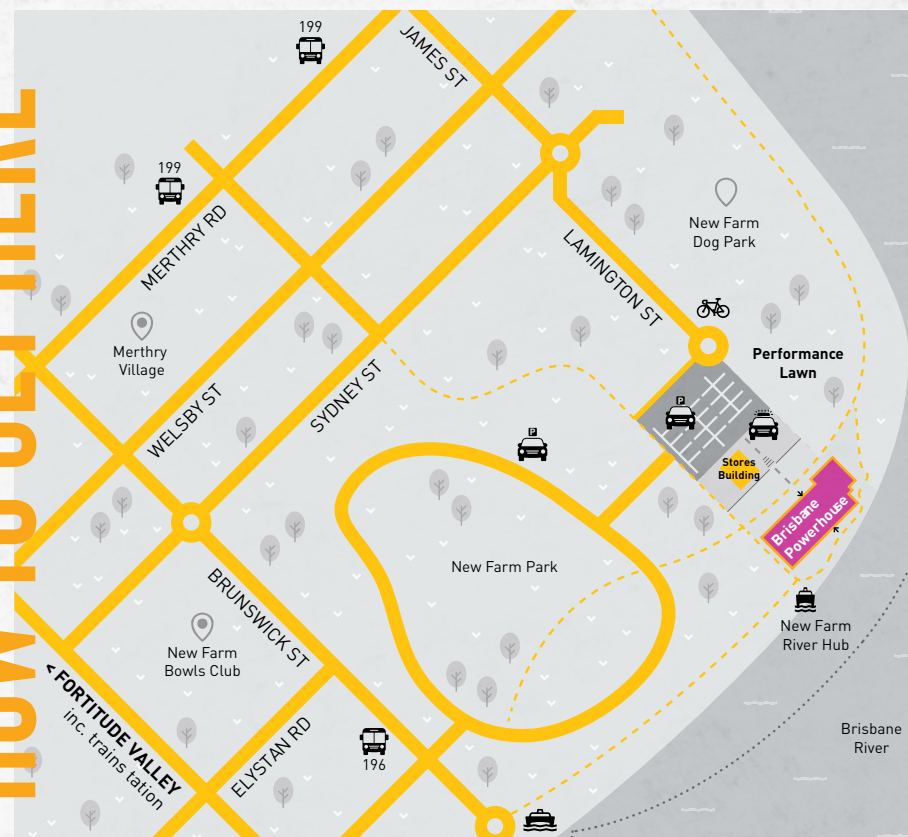 HOW TO GET HERE
199
JAMES ST
199
MERTHRY RD
New Farm
Dog Park
LAMINGTON ST
Merthry
Village
Performance
Lawn
WELSBY ST
SYDNEY ST
P
P
Stores
Building
Brisbane
Powerhouse
New Farm Park
BRUNSWICK ST
New Farm
River Hub
New Farm
Bowls Club
< FORTITUDE VALLEY
inc. trains tation
ELYSTAN RD
196
Brisbane
River